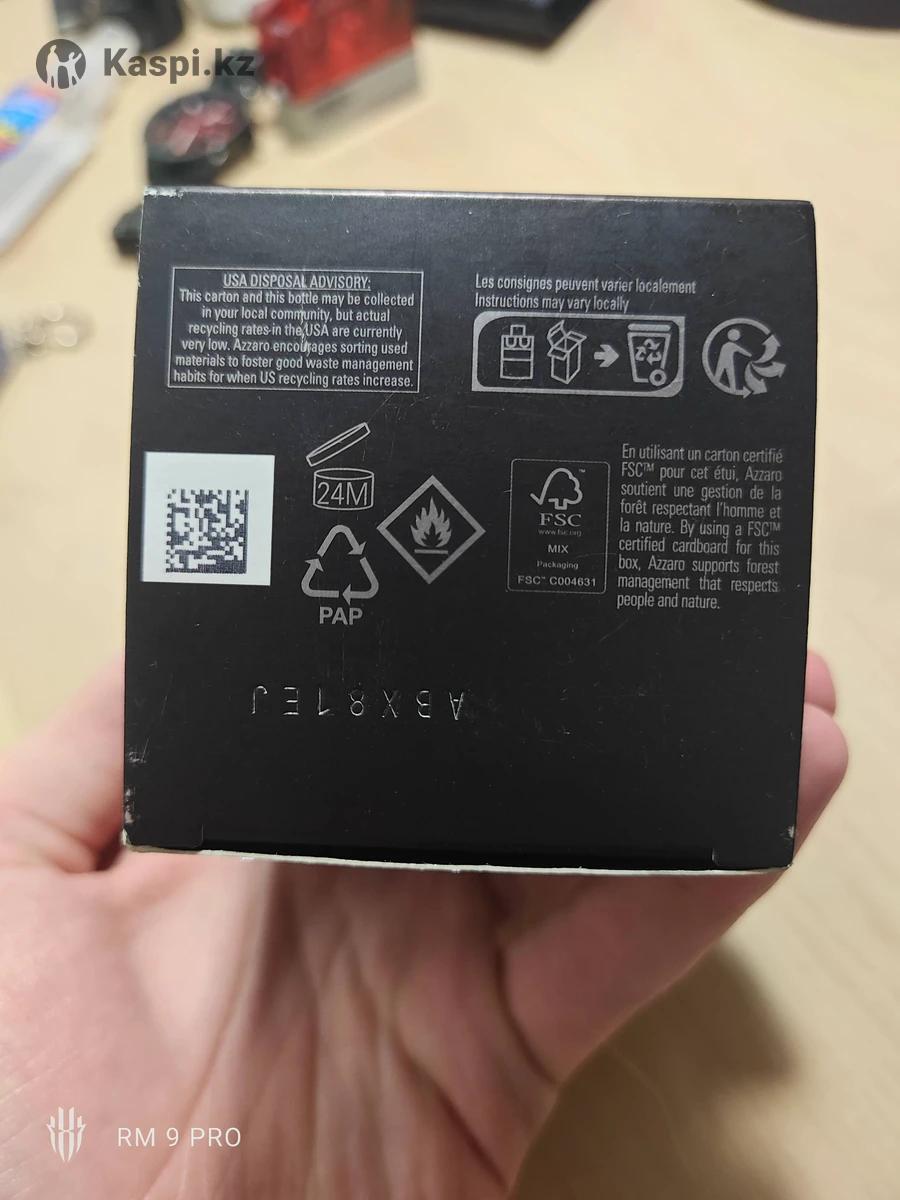 Kaspi.kz
USA DISPOSAL ADVISORY:
This carton and this bottle may be collected
in your local community, but actual
recycling rates in the USA are currently
very low. Azzaro encourages sorting used
materials to foster good waste management
habits for when US recycling rates increase.
Les consignes peuvent varier localement
Instructions may vary locally
24M
PAP
FSC™
www.fsc.org
MIX
Packaging
FSC™ C004631
En utilisant un carton certifié
FSC™ pour cet étui, Azzaro
soutient une gestion de la
forêt respectant l'homme et
la nature. By using a FSC™
certified cardboard for this
box, Azzaro supports forest
management that respects
people and nature.
ABX81EJ
RM 9 PRO